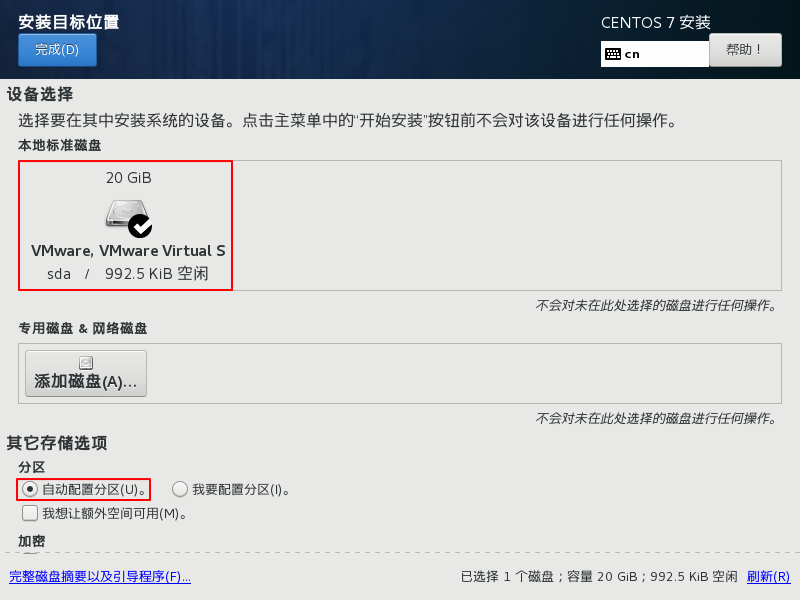 安装目标位置
CENTOS 7 安装
完成(D)
cn
帮助！
设备选择
选择要在其中安装系统的设备。点击主菜单中的“开始安装”按钮前不会对该设备进行任何操作。
本地标准磁盘
20 GiB
VMware, VMware Virtual S
sda / 992.5 KiB 空闲
不会对未在此处选择的磁盘进行任何操作。
专用磁盘 & 网络磁盘
添加磁盘(A)...
不会对未在此处选择的磁盘进行任何操作。
其它存储选项
分区
自动配置分区(U)。 我要配置分区(I)。
我想让额外空间可用(M)。
加密
完整磁盘摘要以及引导程序(F)...
已选择 1 个磁盘；容量 20 GiB；992.5 KiB 空闲 刷新(R)